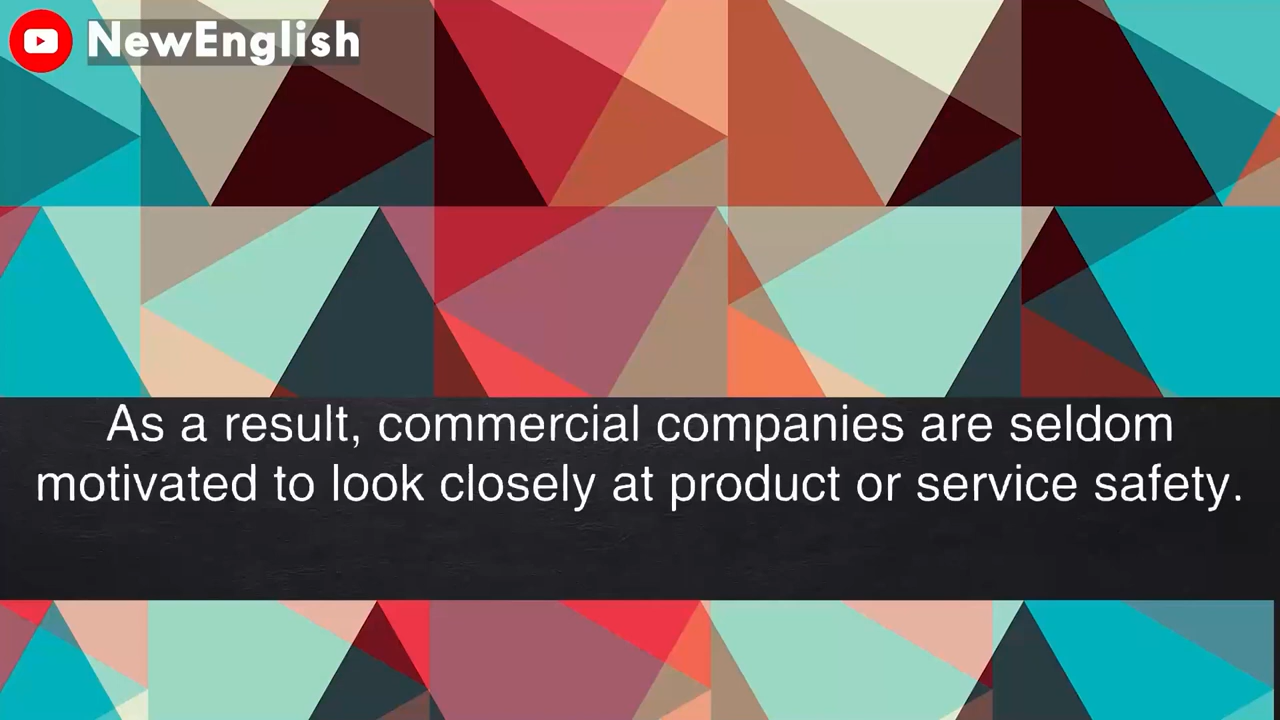 NewEnglish
As a result, commercial companies are seldom
motivated to look closely at product or service safety.